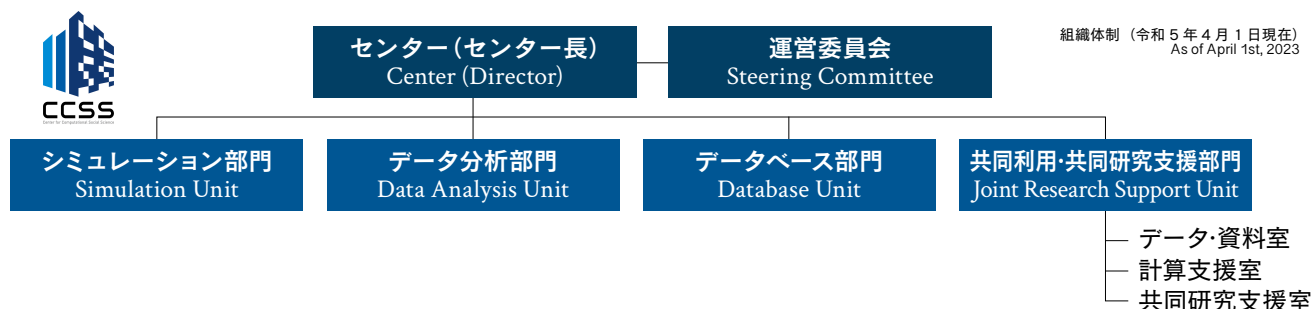 CCSS
Center for Computational Social Science
センター（センター長）
Center (Director)
運営委員会
Steering Committee
組織体制（令和5年4月1日現在）
As of April 1st, 2023
シミュレーション部門
Simulation Unit
データ分析部門
Data Analysis Unit
データベース部門
Database Unit
共同利用・共同研究支援部門
Joint Research Support Unit
データ・資料室
計算支援室
共同研究支援室